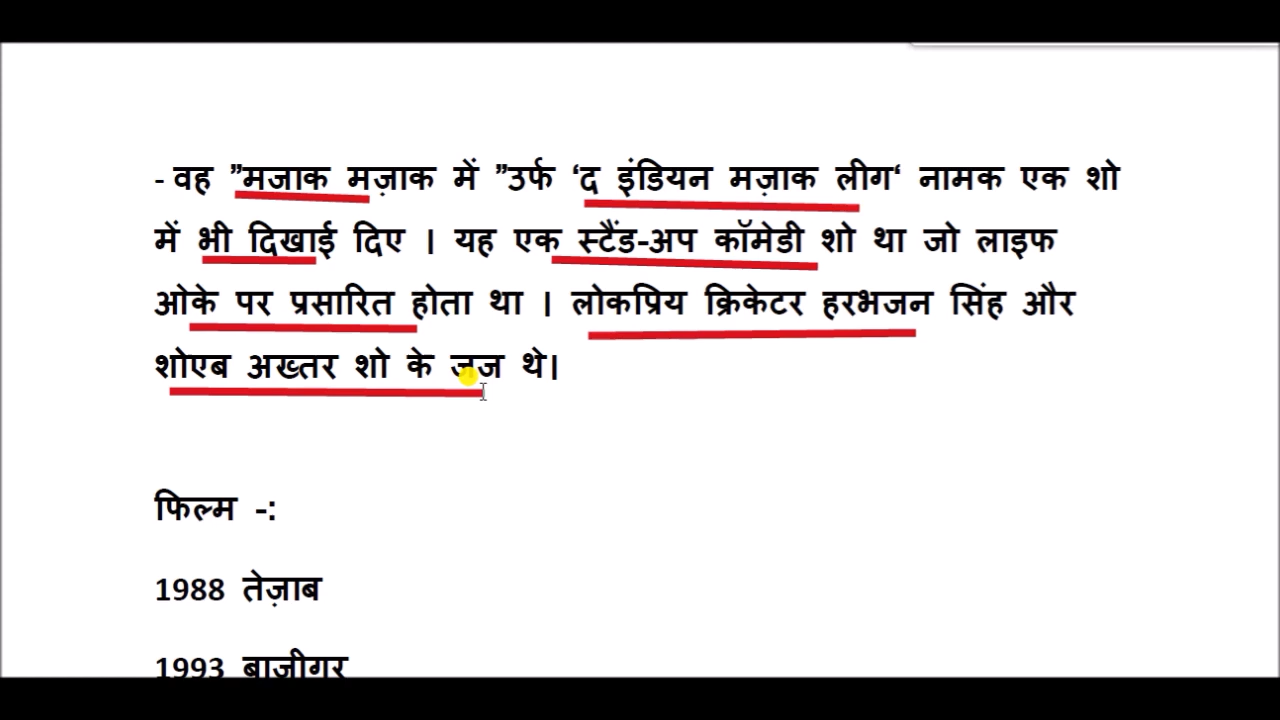 - वह ”मजाक मज़ाक में ”उर्फ ‘द इंडियन मज़ाक लीग‘ नामक एक शो
में भी दिखाई दिए । यह एक स्टैंड-अप कॉमेडी शो था जो लाइफ
ओके पर प्रसारित होता था । लोकप्रिय क्रिकेटर हरभजन सिंह और
शोएब अख्तर शो के जज थे।
फिल्म -:
1988 तेज़ाब
1993 बाजीगर